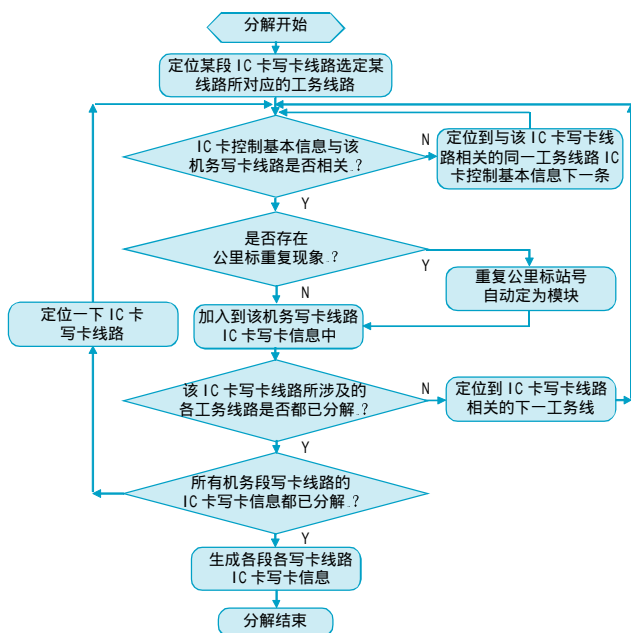 分解开始
定位某段 IC 卡写卡线路选定某
线路所对应的工务线路
IC 卡控制基本信息与该
机务写卡线路是否相关.?
N
定位到与该 IC 卡写卡线
路相关的同一工务线路 IC
卡控制基本信息下一条
Y
是否存在
公里标重复现象.?
Y
重复公里标站号
自动定为模块
N
定位一下 IC 卡
写卡线路
加入到该机务写卡线路
IC 卡写卡信息中
该 IC 卡写卡线路所涉及的
各工务线路是否都已分解.?
N
定位到 IC 卡写卡线路
相关的下一工务线
Y
所有机务段写卡线路的
IC 卡写卡信息都已分解.?
Y
生成各段各写卡线路
IC 卡写卡信息
分解结束